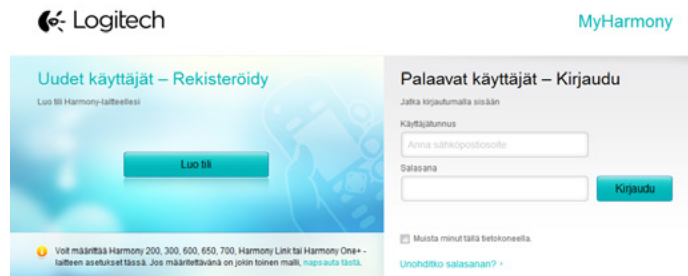 Logitech
MyHarmony
Uudet käyttäjät – Rekisteröidy
Luo tili Harmony-laitteellesi
Luo tili
Voit määrittää Harmony 200, 300, 600, 650, 700, Harmony Link tai Harmony One+ -
laitteen asetukset tässä. Jos määritettävänä on jokin toinen malli, napsauta tästä.
Palaavat käyttäjät – Kirjaudu
Jatka kirjautumalla sisään
Käyttäjätunnus
Anna sähköpostiosoite
Salasana
Kirjaudu
Muista minut tällä tietokoneella.
Unohditko salasanan? ›